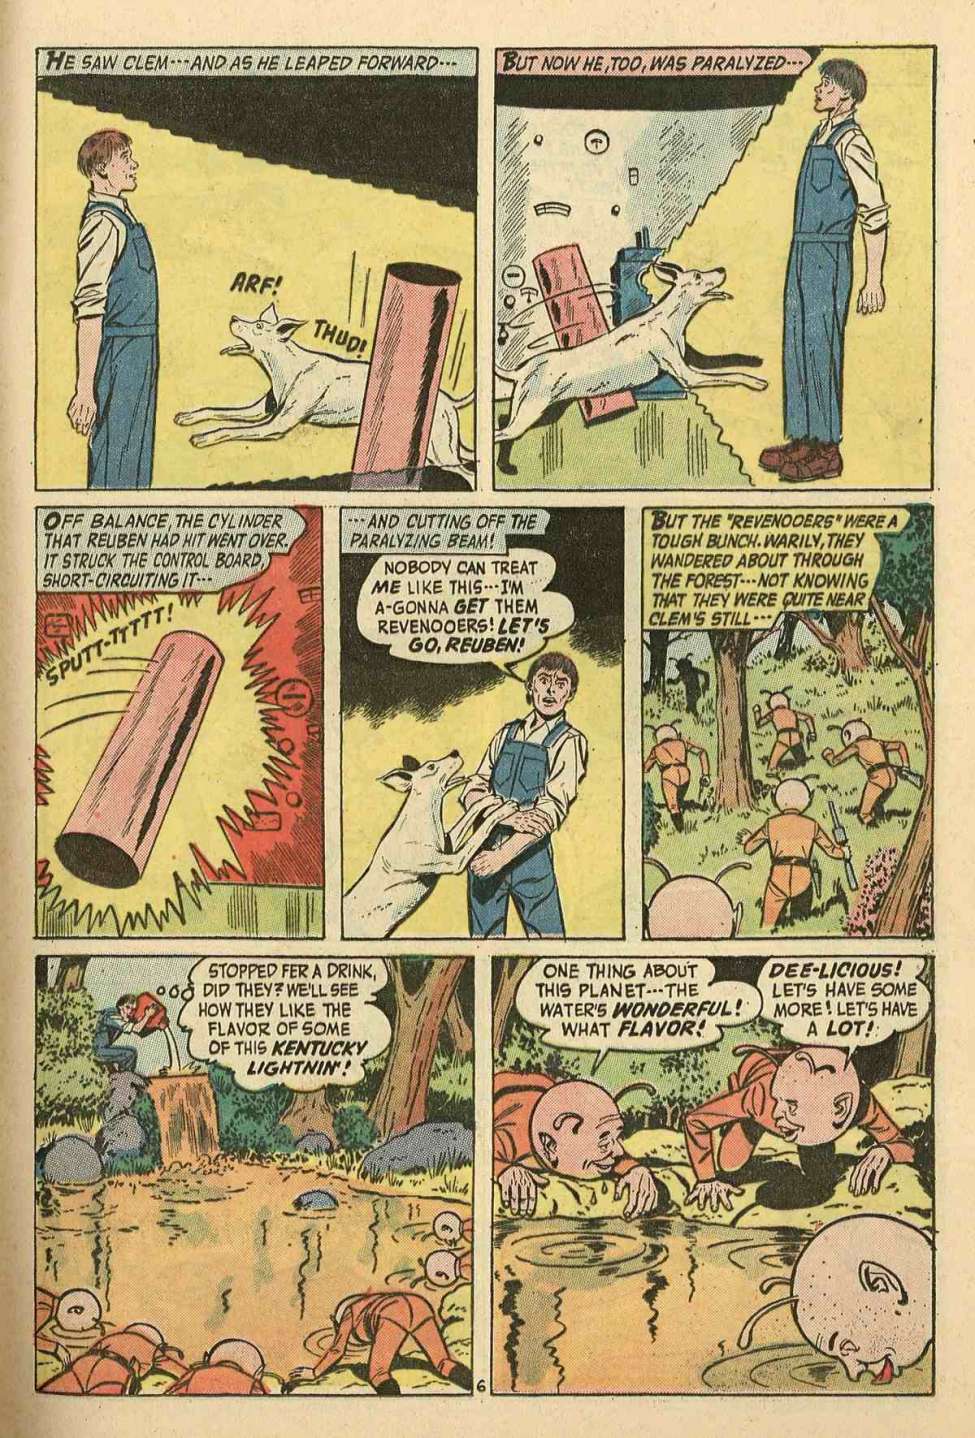 HE SAW CLEM---AND AS HE LEAPED FORWARD---
ARF!
THUD!
BUT NOW HE, TOO, WAS PARALYZED---
OFF BALANCE, THE CYLINDER
THAT REUBEN HAD HIT WENT OVER.
IT STRUCK THE CONTROL BOARD,
SHORT-CIRCUITING IT---
SPUTT-TTTTT!
---AND CUTTING OFF THE
PARALYZING BEAM!
NOBODY CAN TREAT
ME LIKE THIS---I'M
A-GONNA GET THEM
REVENOOERS! LET'S
GO, REUBEN!
BUT THE "REVENOOERS" WERE A
TOUGH BUNCH. WARILY, THEY
WANDERED ABOUT THROUGH
THE FOREST---NOT KNOWING
THAT THEY WERE QUITE NEAR
CLEM'S STILL---
STOPPED FER A DRINK,
DID THEY? WE'LL SEE
HOW THEY LIKE THE
FLAVOR OF SOME
OF THIS KENTUCKY
LIGHTNIN'!
ONE THING ABOUT
THIS PLANET---THE
WATER'S WONDERFUL!
WHAT FLAVOR!
DEE-LICIOUS!
LET'S HAVE SOME
MORE! LET'S HAVE
A LOT!
6